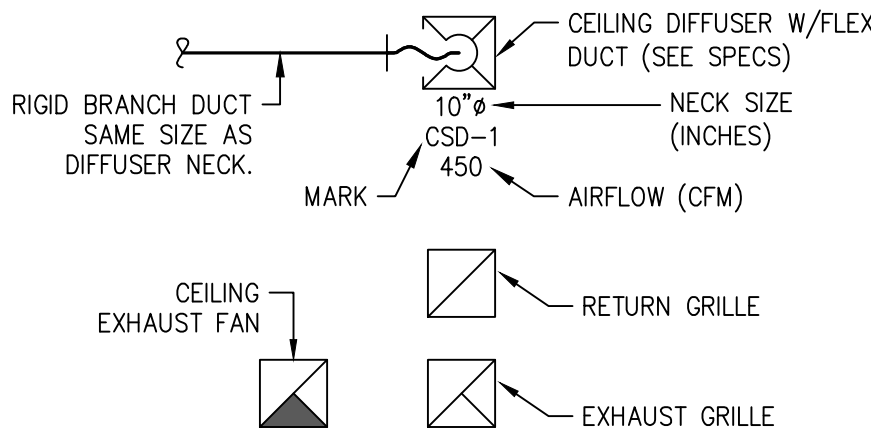 CEILING DIFFUSER W/FLEX
DUCT (SEE SPECS)
RIGID BRANCH DUCT
SAME SIZE AS
DIFFUSER NECK.
10"ø
CSD-1
450
NECK SIZE
(INCHES)
MARK
AIRFLOW (CFM)
CEILING
EXHAUST FAN
RETURN GRILLE
EXHAUST GRILLE